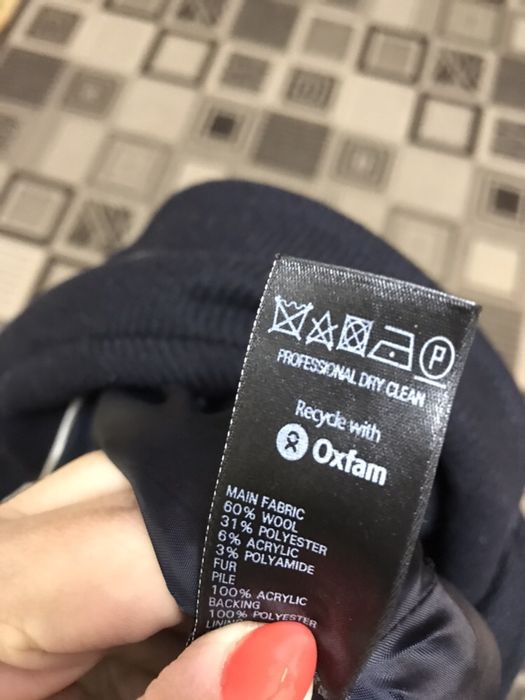 P
PROFESSIONAL DRY CLEAN
Recycle with
Oxfam
MAIN FABRIC
60% WOOL
31% POLYESTER
6% ACRYLIC
3% POLYAMIDE
FUR
PILE
100% ACRYLIC
BACKING
100% POLYESTER
LINING